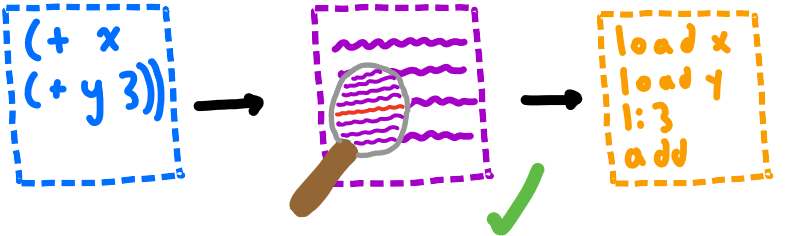 (+ x
(+ y 3))
load x
load y
l: 3
add